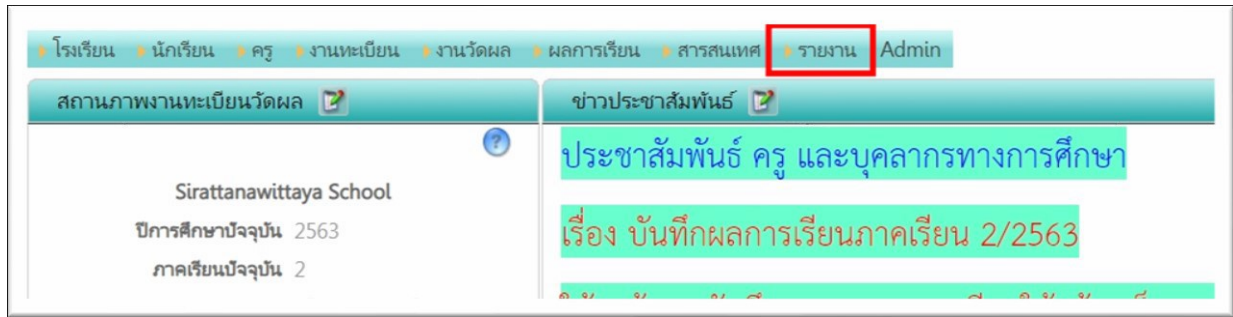 โรงเรียน นักเรียน ครู งานทะเบียน งานวัดผล ผลการเรียน สารสนเทศ รายงาน Admin
สถานภาพงานทะเบียนวัดผล
ข่าวประชาสัมพันธ์
Sirattanawittaya School
ปีการศึกษาปัจจุบัน 2563
ภาคเรียนปัจจุบัน 2
ประชาสัมพันธ์ ครู และบุคลากรทางการศึกษา
เรื่อง บันทึกผลการเรียนภาคเรียน 2/2563